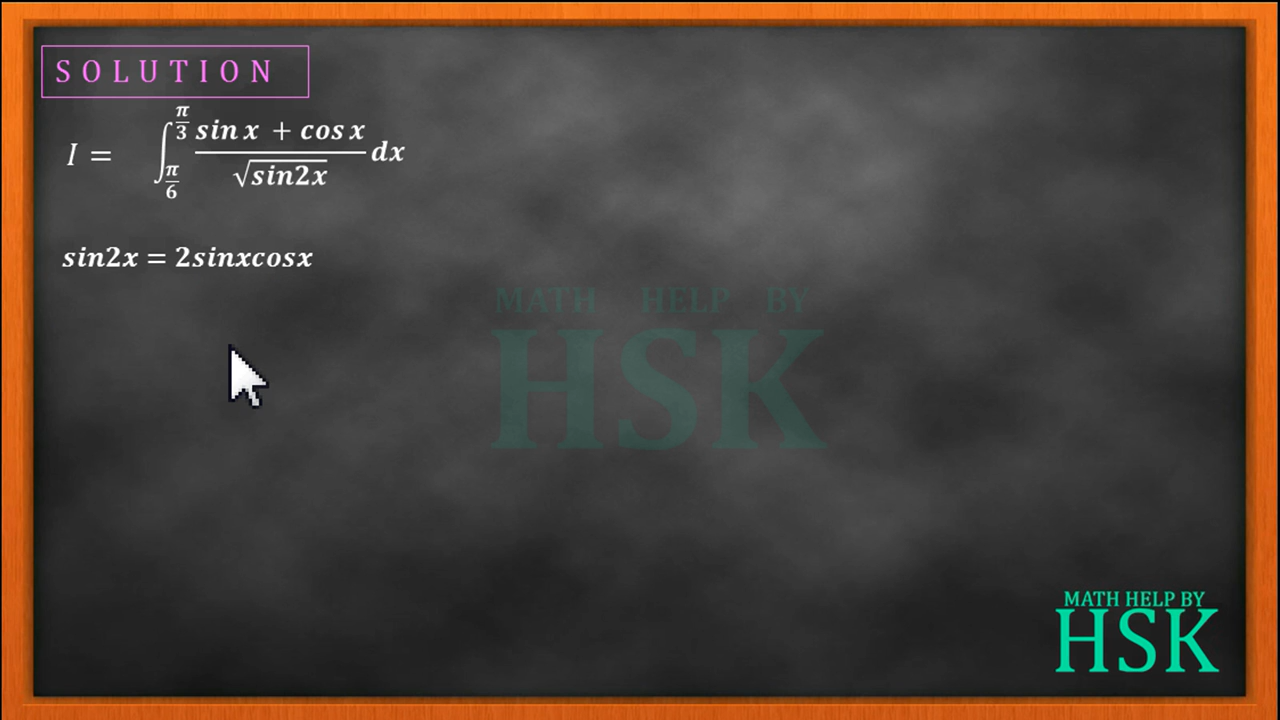 SOLUTION
I = ∫_{π/6}^{π/3} (sin x + cos x)/√(sin2x) dx
sin2x = 2sinxcosx
MATH HELP BY
HSK
MATH HELP BY
HSK